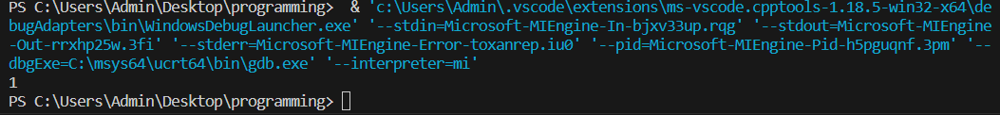 PS C:\Users\Admin\Desktop\programming>  & 'c:\Users\Admin\.vscode\extensions\ms-vscode.cpptools-1.18.5-win32-x64\de
bugAdapters\bin\WindowsDebugLauncher.exe' '--stdin=Microsoft-MIEngine-In-bjxv33up.rqg' '--stdout=Microsoft-MIEngine
-Out-rrxhp25w.3fi' '--stderr=Microsoft-MIEngine-Error-toxanrep.iu0' '--pid=Microsoft-MIEngine-Pid-h5pguqnf.3pm' '--
dbgExe=C:\msys64\ucrt64\bin\gdb.exe' '--interpreter=mi'
1
PS C:\Users\Admin\Desktop\programming>